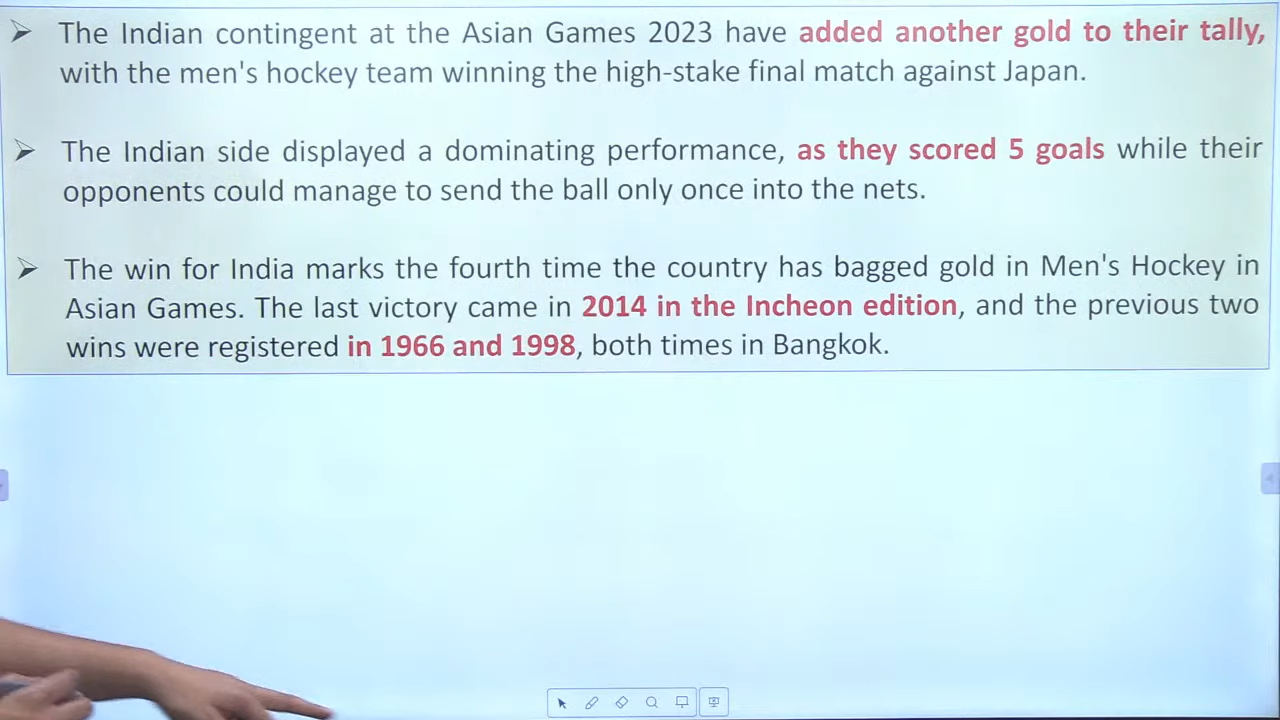 ➢ The Indian contingent at the Asian Games 2023 have added another gold to their tally,
with the men's hockey team winning the high-stake final match against Japan.
➢ The Indian side displayed a dominating performance, as they scored 5 goals while their
opponents could manage to send the ball only once into the nets.
➢ The win for India marks the fourth time the country has bagged gold in Men's Hockey in
Asian Games. The last victory came in 2014 in the Incheon edition, and the previous two
wins were registered in 1966 and 1998, both times in Bangkok.